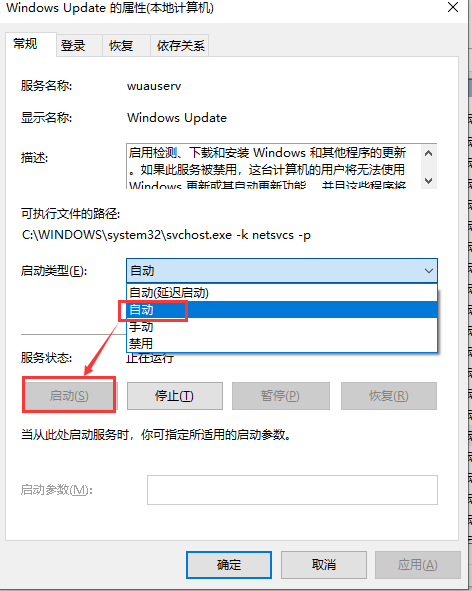 Windows Update 的属性(本地计算机)
常规 登录 恢复 依存关系
服务名称: wuauserv
显示名称: Windows Update
描述: 启用检测、下载和安装 Windows 和其他程序的更新
。如果此服务被禁用，这台计算机的用户将无法使用
Windows 更新或其自动更新功能，并且这些程序将
可执行文件的路径:
C:\WINDOWS\system32\svchost.exe -k netsvcs -p
启动类型(E): 自动
自动(延迟启动)
自动
手动
禁用
服务状态: 正在运行
启动(S) 停止(T) 暂停(P) 恢复(R)
当从此处启动服务时，你可指定所适用的启动参数。
启动参数(M):
确定 取消 应用(A)